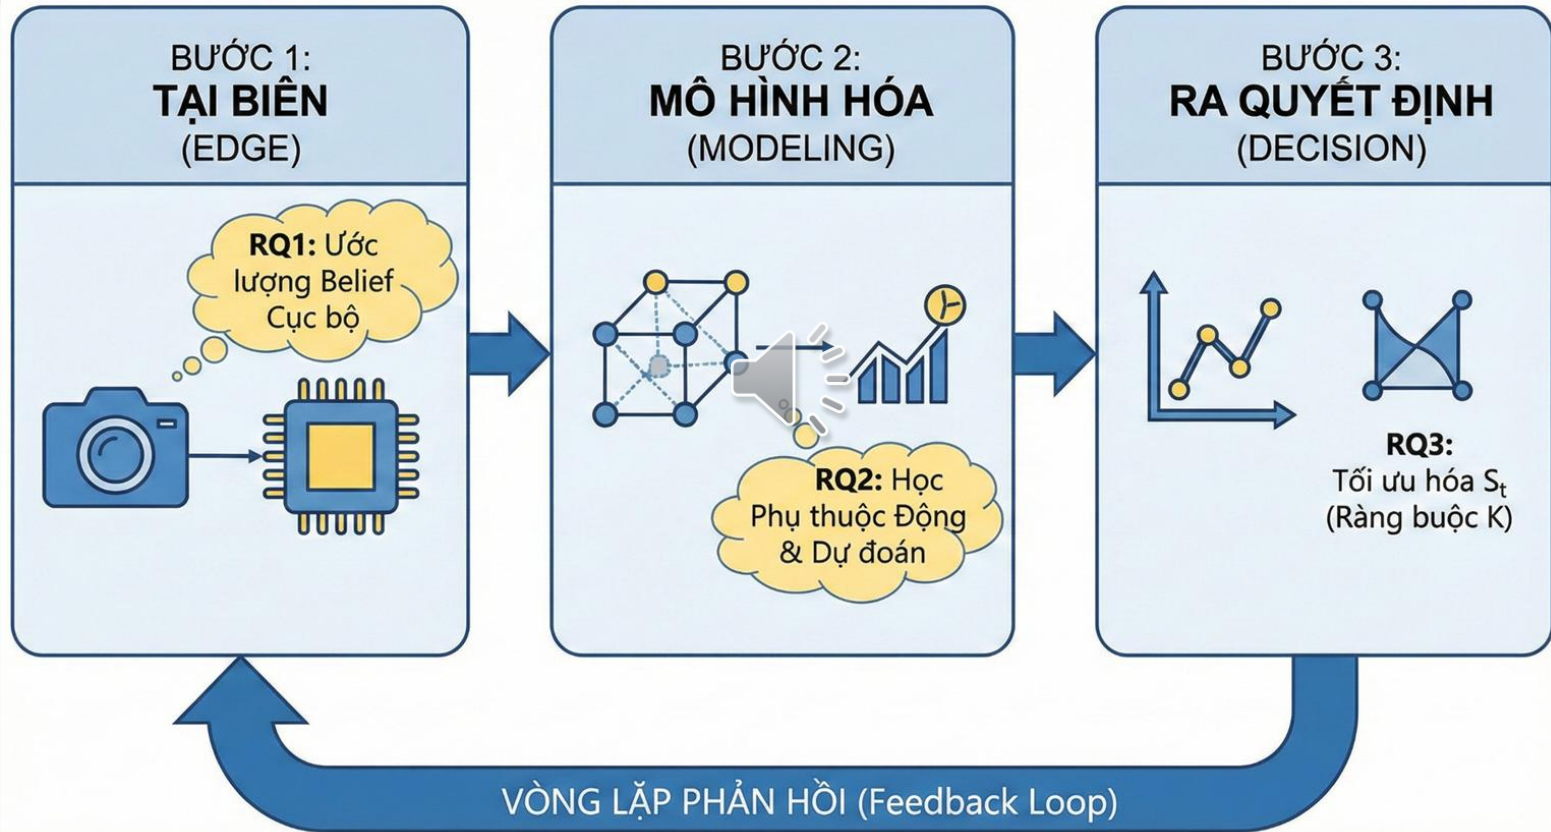 BƯỚC 1:
TẠI BIÊN
(EDGE)
RQ1: Ước
lượng Belief
Cục bộ
BƯỚC 2:
MÔ HÌNH HÓA
(MODELING)
RQ2: Học
Phụ thuộc Động
& Dự đoán
BƯỚC 3:
RA QUYẾT ĐỊNH
(DECISION)
RQ3:
Tối ưu hóa Sₜ
(Ràng buộc K)
VÒNG LẶP PHẢN HỒI (Feedback Loop)